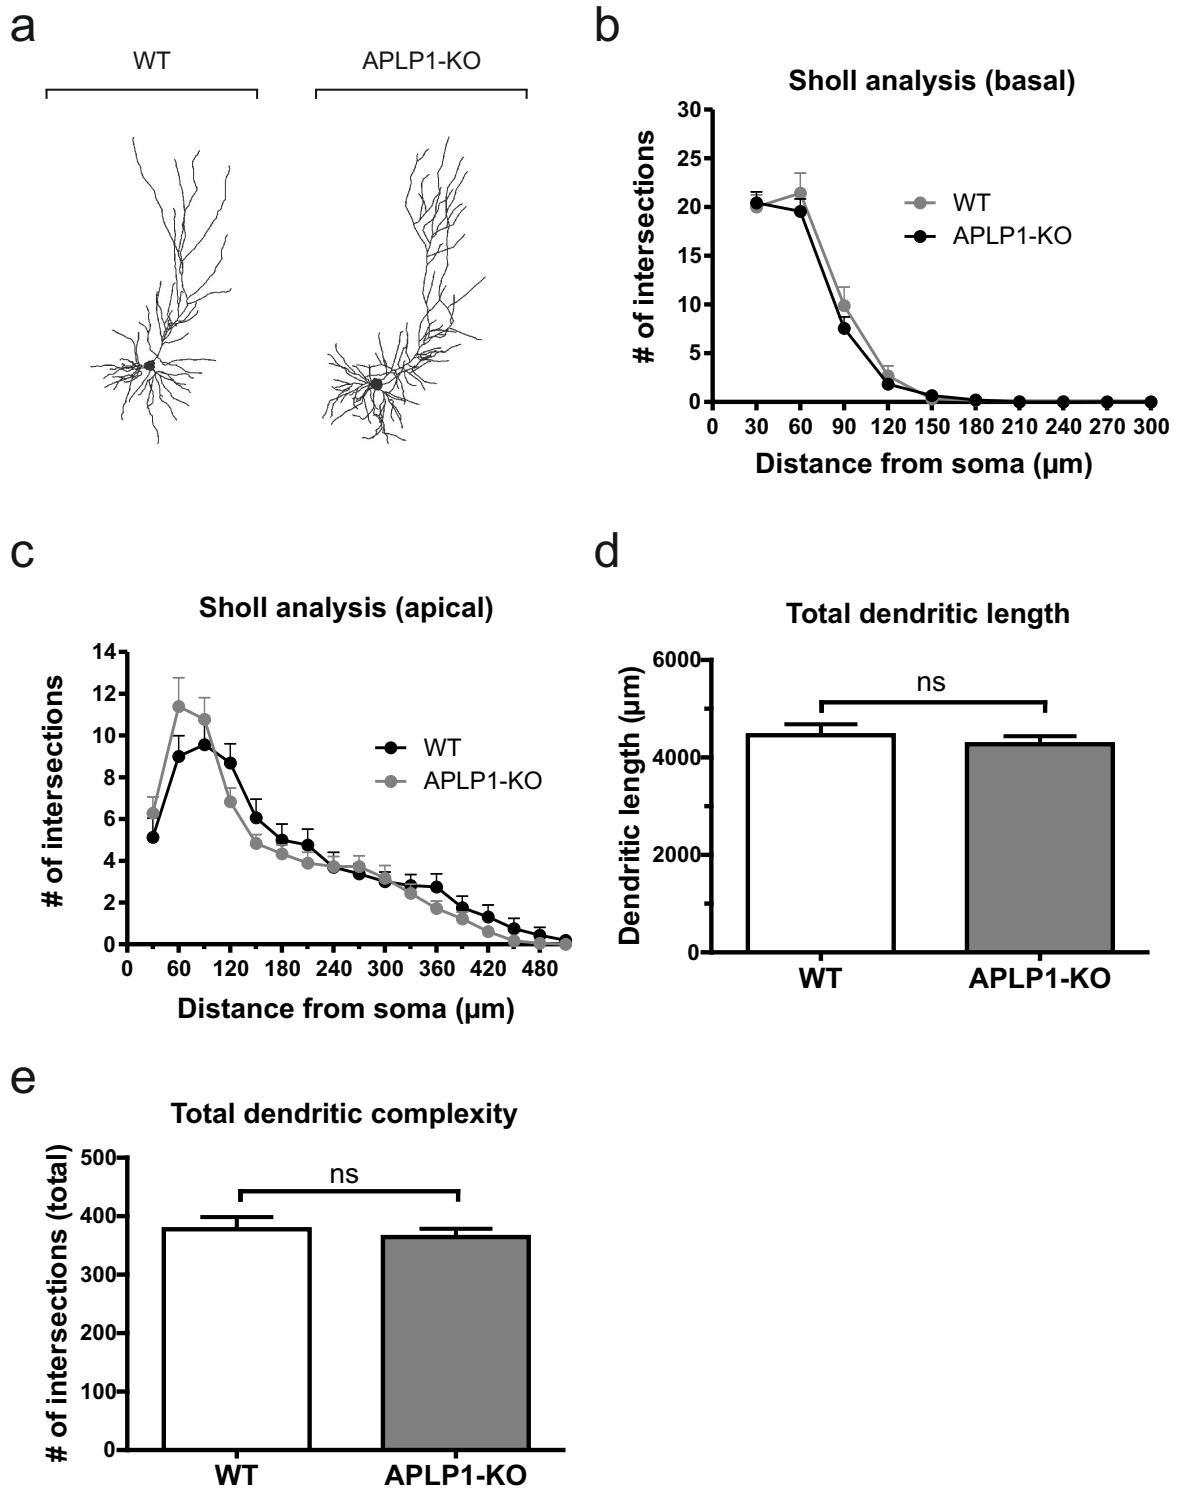 a
WT
APLP1-KO
b
Sholl analysis (basal)
# of intersections
30
25
20
15
10
5
0
WT
APLP1-KO
0 30 60 90 120 150 180 210 240 270 300
Distance from soma (µm)
c
Sholl analysis (apical)
# of intersections
14
12
10
8
6
4
2
0
WT
APLP1-KO
0 60 120 180 240 300 360 420 480
Distance from soma (µm)
d
Total dendritic length
Dendritic length (µm)
6000
4000
2000
0
ns
WT APLP1-KO
e
Total dendritic complexity
# of intersections (total)
500
400
300
200
100
0
ns
WT APLP1-KO